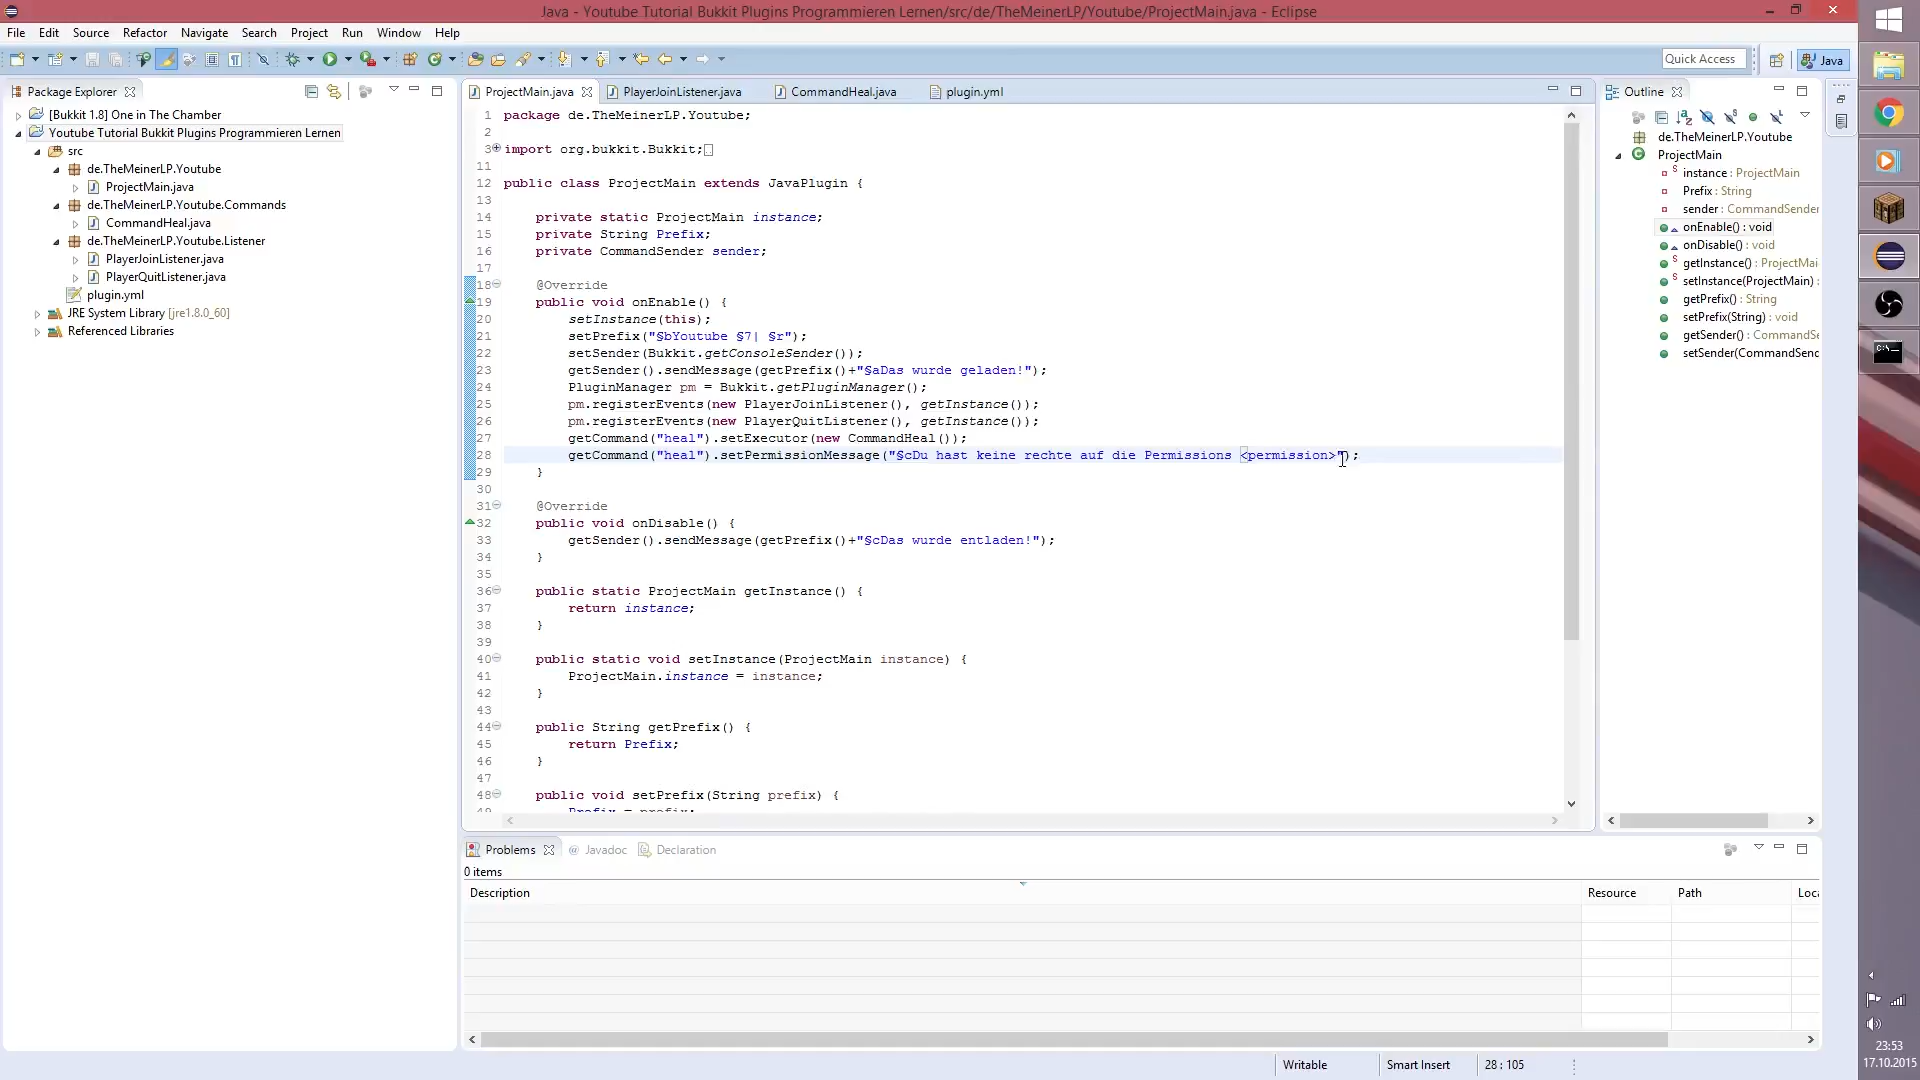 Java - Youtube Tutorial Bukkit Plugins Programmieren Lernen/src/de/TheMeinerLP/Youtube/ProjectMain.java - Eclipse
File Edit Source Refactor Navigate Search Project Run Window Help
Quick Access
Java
Package Explorer
[Bukkit 1.8] One in The Chamber
Youtube Tutorial Bukkit Plugins Programmieren Lernen
src
de.TheMeinerLP.Youtube
ProjectMain.java
de.TheMeinerLP.Youtube.Commands
CommandHeal.java
de.TheMeinerLP.Youtube.Listener
PlayerJoinListener.java
PlayerQuitListener.java
plugin.yml
JRE System Library [jre1.8.0_60]
Referenced Libraries
ProjectMain.java PlayerJoinListener.java CommandHeal.java plugin.yml
1 package de.TheMeinerLP.Youtube;
2
3 import org.bukkit.Bukkit;
11
12 public class ProjectMain extends JavaPlugin {
13
14 private static ProjectMain instance;
15 private String Prefix;
16 private CommandSender sender;
17
18 @Override
19 public void onEnable() {
20 setInstance(this);
21 setPrefix("§bYoutube §7| §r");
22 setSender(Bukkit.getConsoleSender());
23 getSender().sendMessage(getPrefix()+"§aDas wurde geladen!");
24 PluginManager pm = Bukkit.getPluginManager();
25 pm.registerEvents(new PlayerJoinListener(), getInstance());
26 pm.registerEvents(new PlayerQuitListener(), getInstance());
27 getCommand("heal").setExecutor(new CommandHeal());
28 getCommand("heal").setPermissionMessage("§cDu hast keine rechte auf die Permissions <permission>");
29 }
30
31 @Override
32 public void onDisable() {
33 getSender().sendMessage(getPrefix()+"§cDas wurde entladen!");
34 }
35
36 public static ProjectMain getInstance() {
37 return instance;
38 }
39
40 public static void setInstance(ProjectMain instance) {
41 ProjectMain.instance = instance;
42 }
43
44 public String getPrefix() {
45 return Prefix;
46 }
47
48 public void setPrefix(String prefix) {
49 Prefix = prefix;
Outline
de.TheMeinerLP.Youtube
ProjectMain
instance : ProjectMain
Prefix : String
sender : CommandSender
onEnable() : void
onDisable() : void
getInstance() : ProjectMai
setInstance(ProjectMain) :
getPrefix() : String
setPrefix(String) : void
getSender() : CommandSe
setSender(CommandSend
Problems Javadoc Declaration
0 items
Description Resource Path Loca
Writable Smart Insert 28 : 105
23:53
17.10.2015